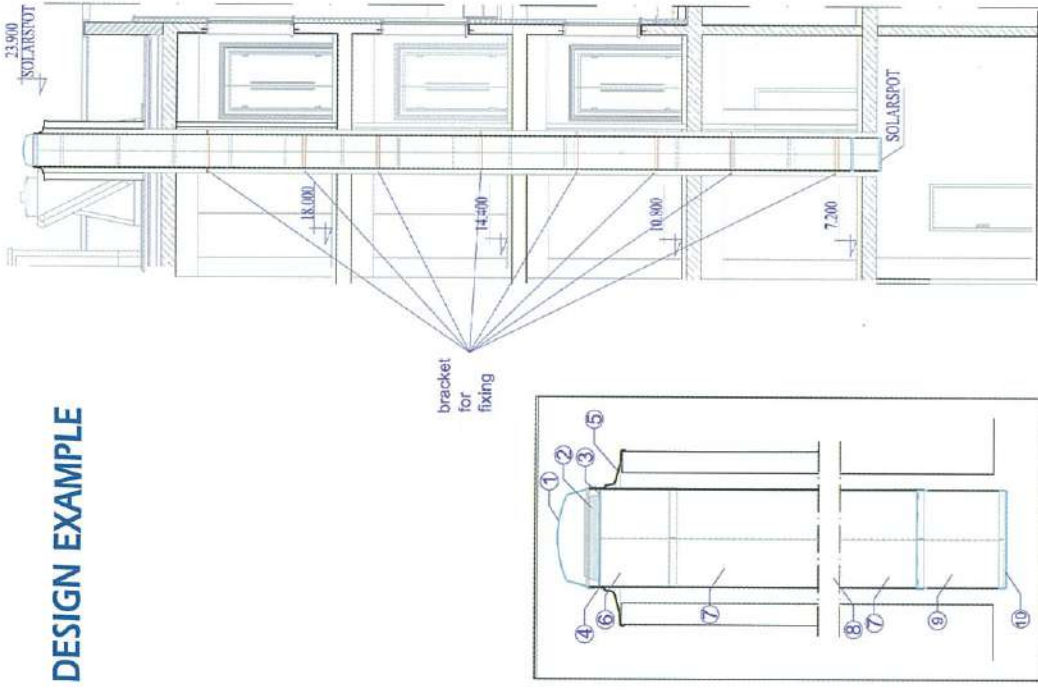 DESIGN EXAMPLE
23.900
SOLARSPOT
18.000
14.400
10.800
7.200
SOLARSPOT
bracket
for
fixing
1
2
3
5
4
6
7
8
7
9
10